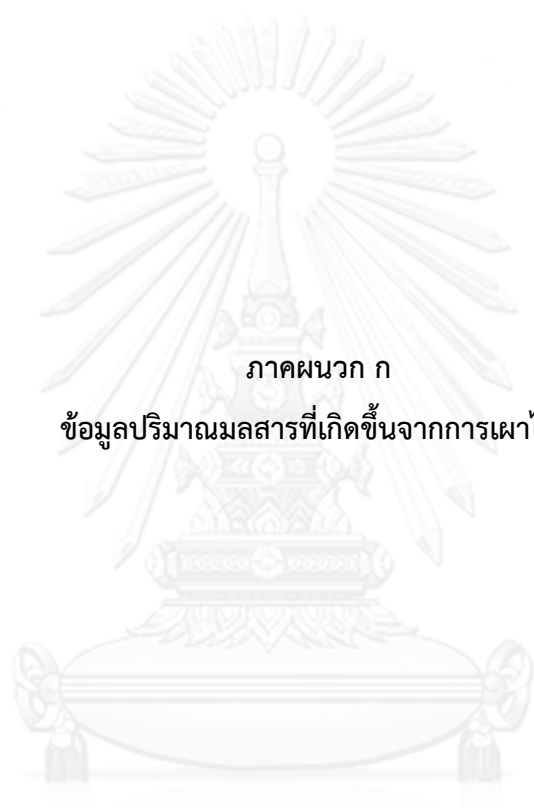 ภาคผนวก ก
ข้อมูลปริมาณมลสารที่เกิดขึ้นจากการเผา